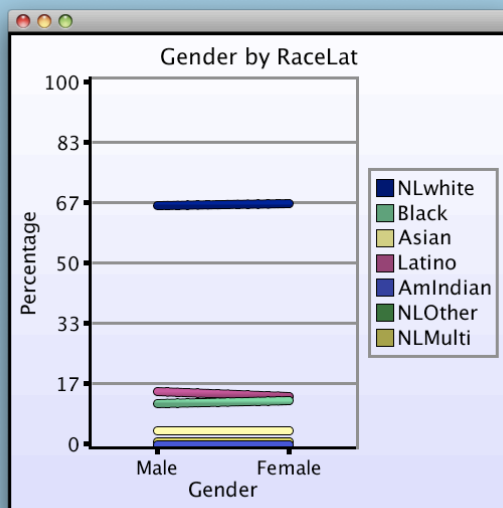 Gender by RaceLat
100
83
67
50
33
17
0
Percentage
Male Female
Gender
NLwhite
Black
Asian
Latino
AmIndian
NLOther
NLMulti